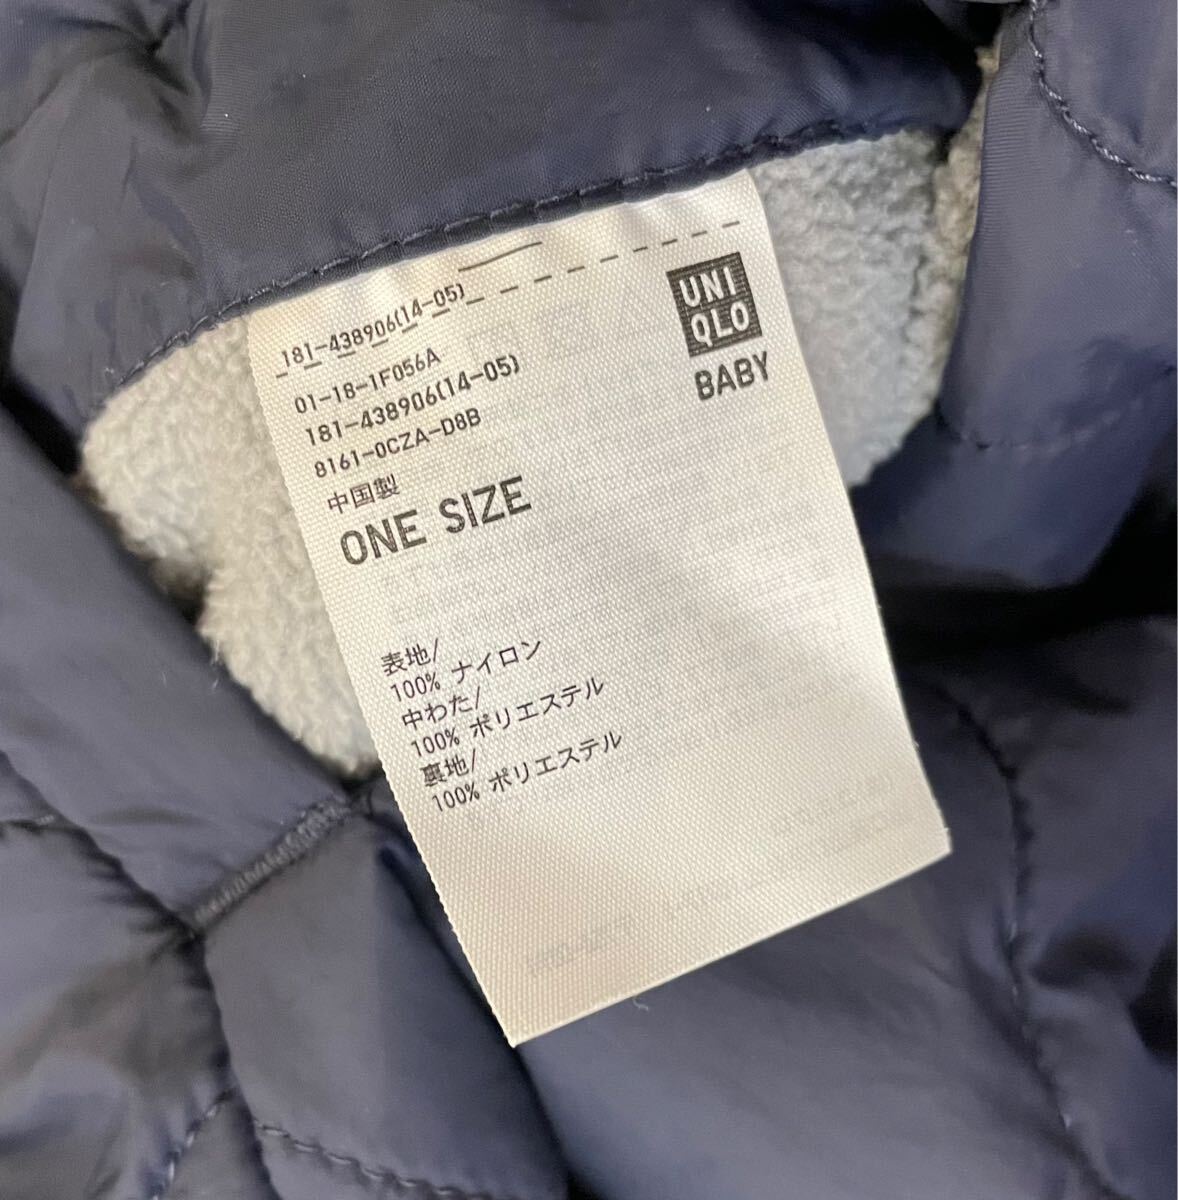 181-438906(14-05)
01-18-1F056A
181-438906(14-05)
8161-0CZA-D8B
中国製
ONE SIZE
UNI
QLO
BABY
表地/
100% ナイロン
中わた/
100% ポリエステル
裏地/
100% ポリエステル